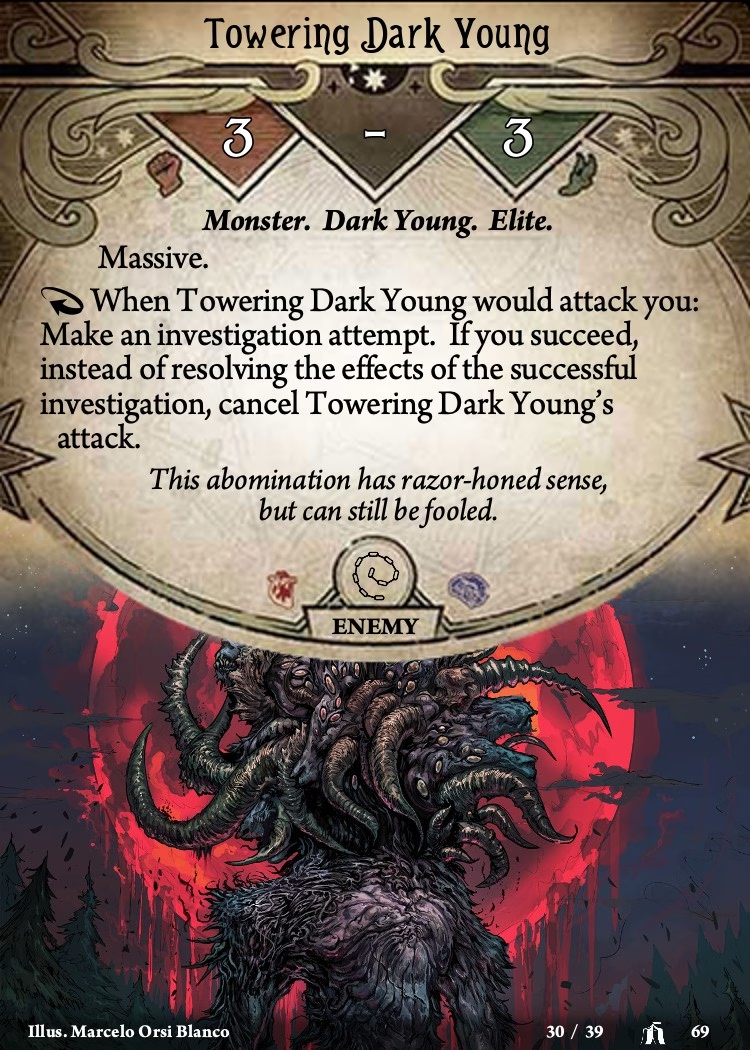 Towering Dark Young
3 – 3
Monster. Dark Young. Elite.
Massive.
When Towering Dark Young would attack you:
Make an investigation attempt. If you succeed,
instead of resolving the effects of the successful
investigation, cancel Towering Dark Young's
attack.
This abomination has razor-honed sense,
but can still be fooled.
ENEMY
Illus. Marcelo Orsi Blanco 30 / 39 69